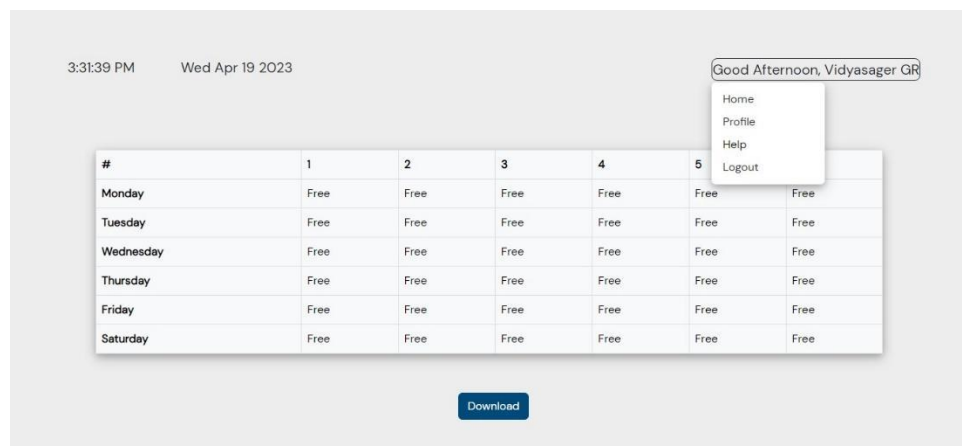 3:31:39 PM Wed Apr 19 2023 Good Afternoon, Vidyasager GR
Home
Profile
Help
Logout
# 1 2 3 4 5
Monday Free Free Free Free Free Free
Tuesday Free Free Free Free Free Free
Wednesday Free Free Free Free Free Free
Thursday Free Free Free Free Free Free
Friday Free Free Free Free Free Free
Saturday Free Free Free Free Free Free
Download